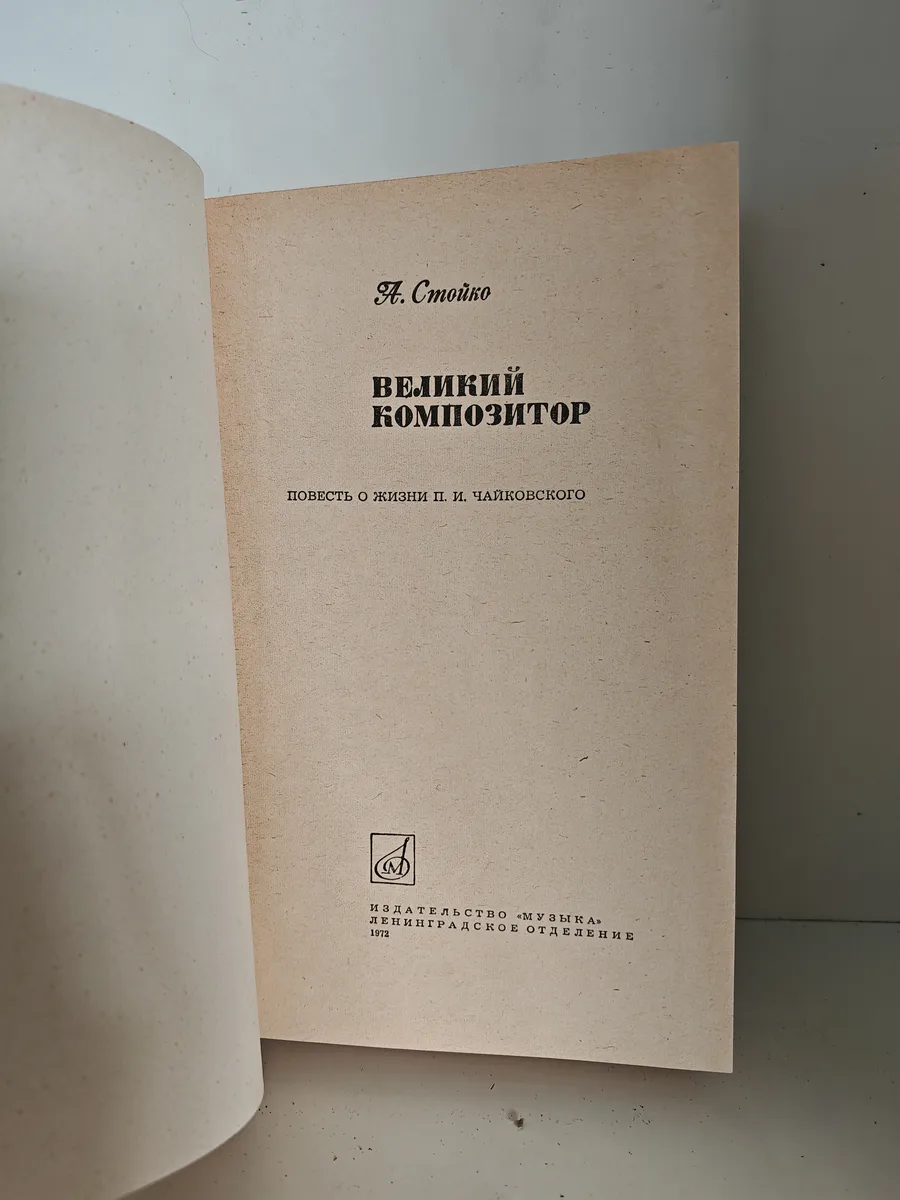 А. Стойко
ВЕЛИКИЙ
КОМПОЗИТОР
ПОВЕСТЬ О ЖИЗНИ П. И. ЧАЙКОВСКОГО
М
ИЗДАТЕЛЬСТВО «МУЗЫКА»
ЛЕНИНГРАДСКОЕ ОТДЕЛЕНИЕ
1972